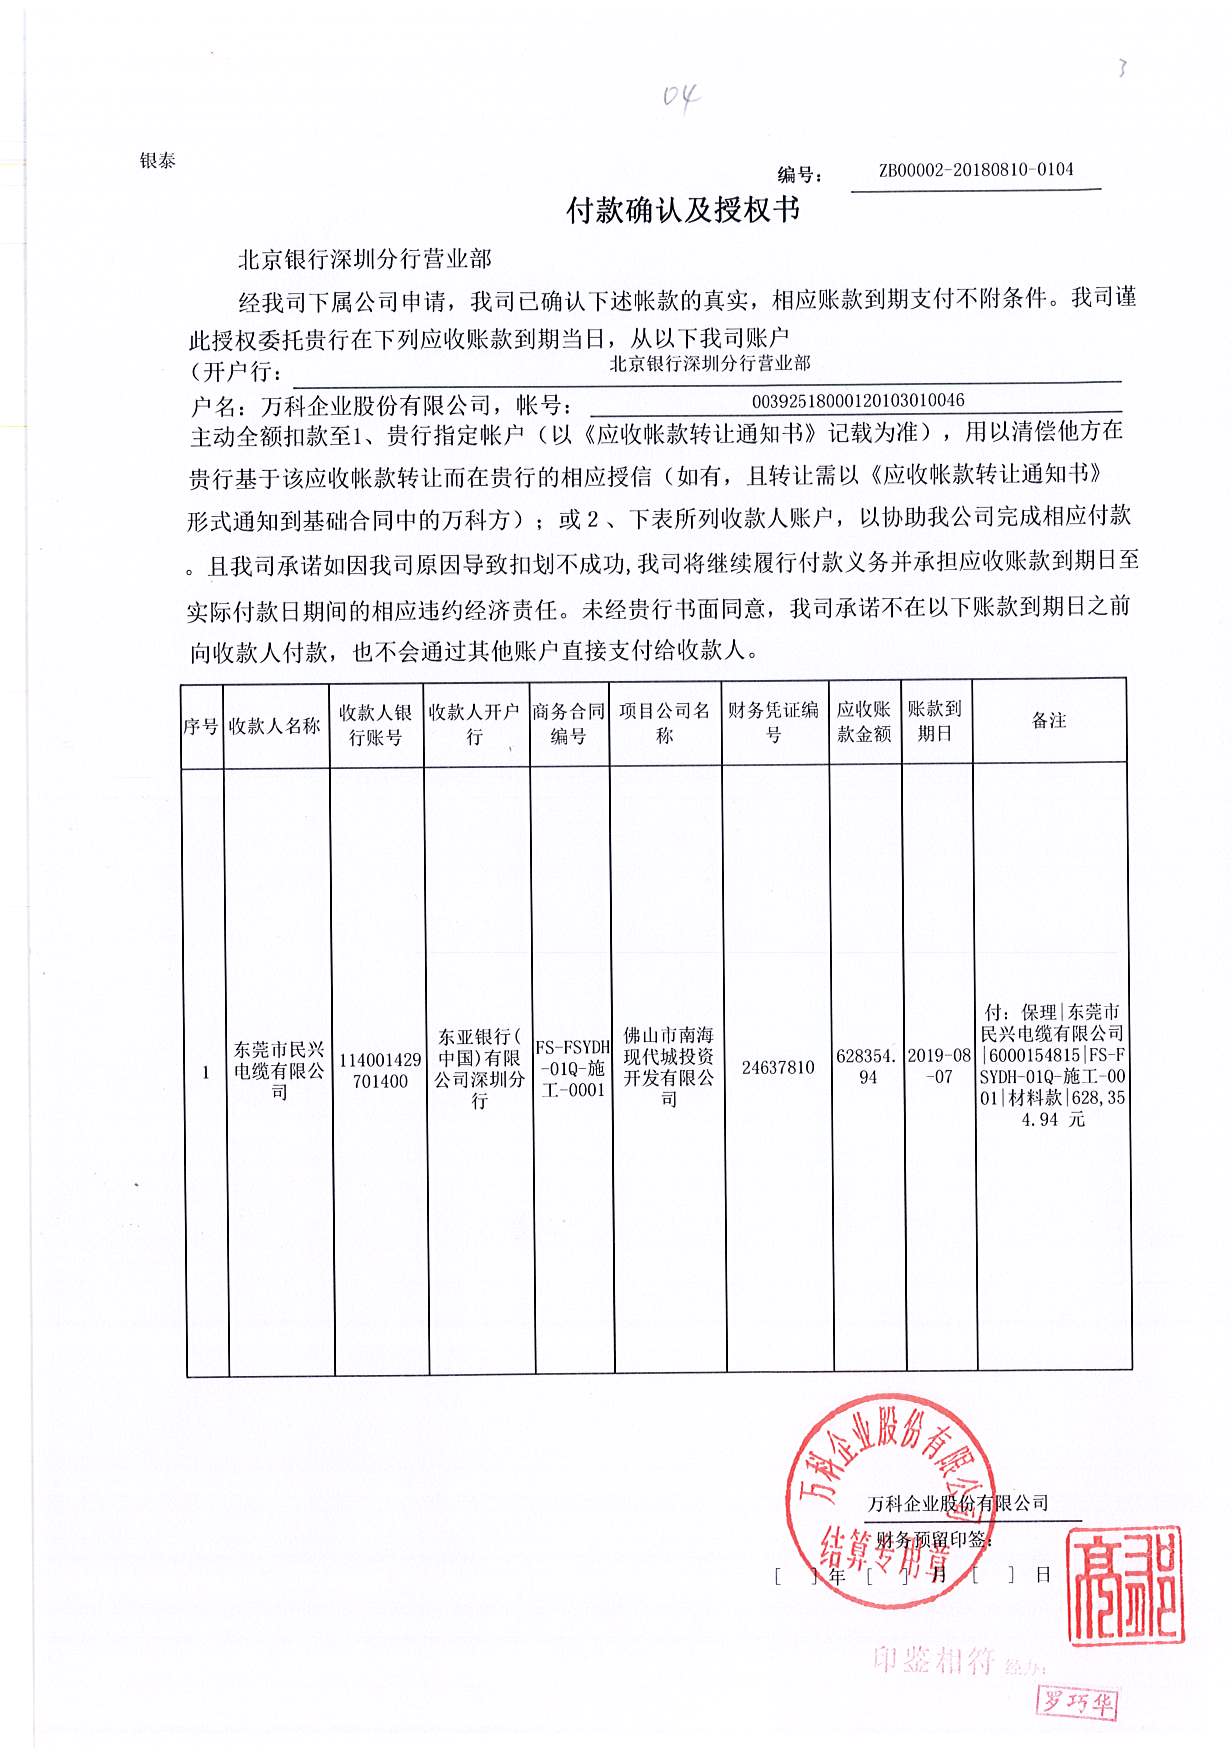 3
04
银泰
编号: ZB00002-20180810-0104
付款确认及授权书
北京银行深圳分行营业部
经我司下属公司申请，我司已确认下述帐款的真实，相应账款到期支付不附条件。我司谨
此授权委托贵行在下列应收账款到期当日，从以下我司账户
（开户行: 北京银行深圳分行营业部
户名: 万科企业股份有限公司，帐号: 00392518000120103010046
主动全额扣款至1、贵行指定帐户（以《应收帐款转让通知书》记载为准），用以清偿他方在
贵行基于该应收帐款转让而在贵行的相应授信（如有，且转让需以《应收帐款转让通知书》
形式通知到基础合同中的万科方）；或2、下表所列收款人账户，以协助我公司完成相应付款
。且我司承诺如因我司原因导致扣划不成功,我司将继续履行付款义务并承担应收账款到期日至
实际付款日期间的相应违约经济责任。未经贵行书面同意，我司承诺不在以下账款到期日之前
向收款人付款，也不会通过其他账户直接支付给收款人。
序号
收款人名称
收款人银
行账号
收款人开户
行
商务合同
编号
项目公司名
称
财务凭证编
号
应收账
款金额
账款到
期日
备注
1
东莞市民兴
电缆有限公
司
114001429
701400
东亚银行(
中国)有限
公司深圳分
行
FS-FSYDH
-01Q-施
工-0001
佛山市南海
现代城投资
开发有限公
司
24637810
628354.
94
2019-08
-07
付: 保理|东莞市
民兴电缆有限公司
|6000154815|FS-F
SYDH-01Q-施工-00
01|材料款|628,35
4.94 元
万科企业股份有限公司
结算专用章
万科企业股份有限公司
财务预留印签:
[ ]年 [ ]月 [ ]日
印鉴相符 经办:
罗巧华